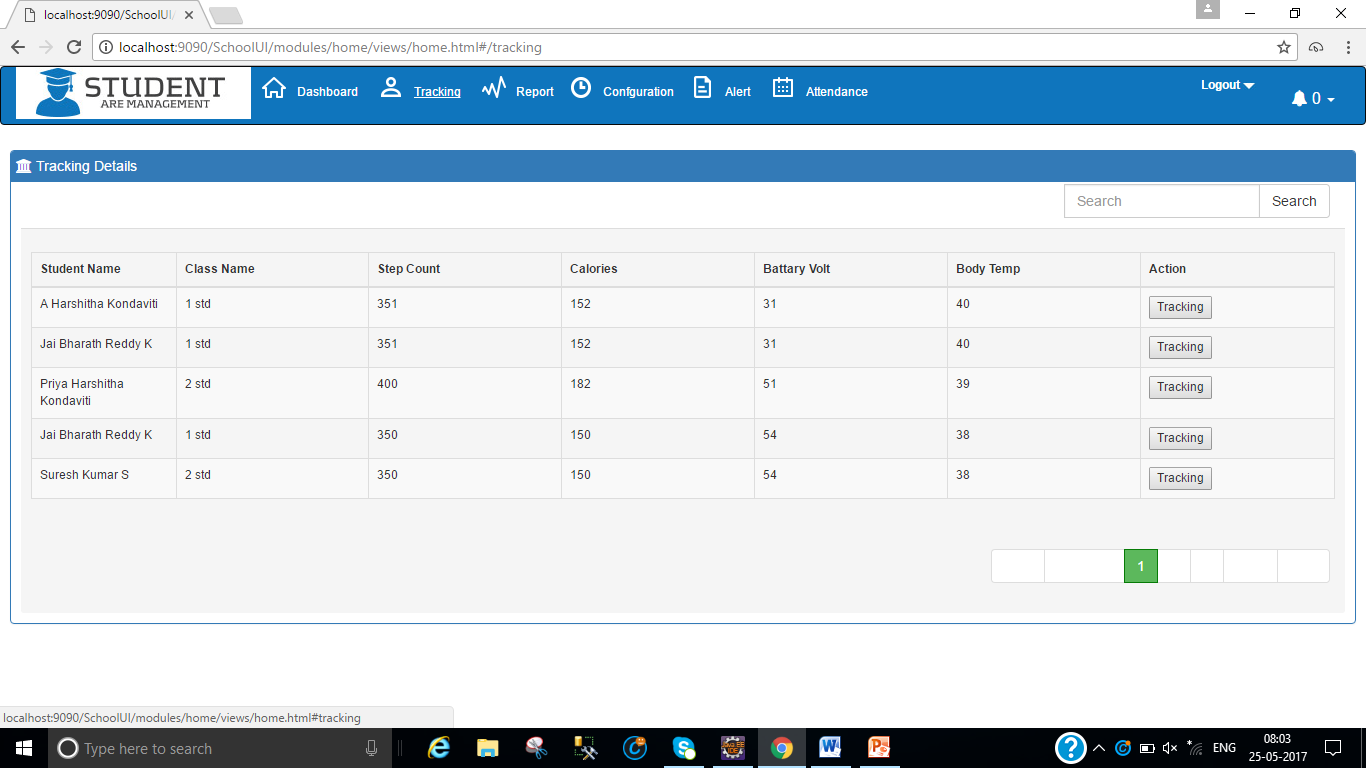 localhost:9090/SchoolUI/
localhost:9090/SchoolUI/modules/home/views/home.html#/tracking
STUDENT
ARE MANAGEMENT
Dashboard Tracking Report Confguration Alert Attendance Logout 0
Tracking Details
Search Search
Student Name Class Name Step Count Calories Battary Volt Body Temp Action
A Harshitha Kondaviti 1 std 351 152 31 40 Tracking
Jai Bharath Reddy K 1 std 351 152 31 40 Tracking
Priya Harshitha 2 std 400 182 51 39 Tracking
Kondaviti
Jai Bharath Reddy K 1 std 350 150 54 38 Tracking
Suresh Kumar S 2 std 350 150 54 38 Tracking
1
localhost:9090/SchoolUI/modules/home/views/home.html#tracking
Type here to search
ENG
08:03
25-05-2017